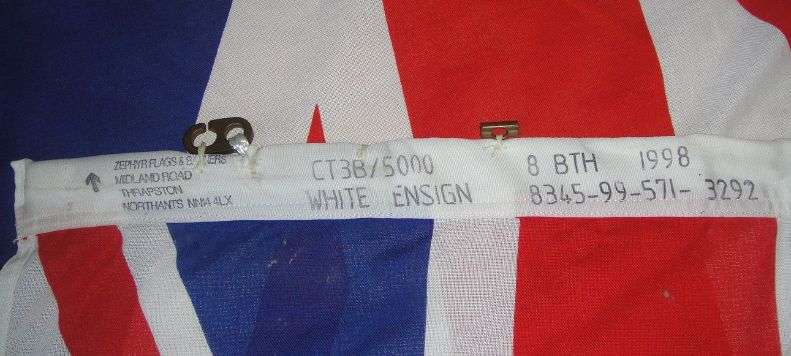 ZEPHYR FLAGS & BANNERS
MIDLAND ROAD
THRAPSTON
NORTHANTS NN14 4LX
CT3B/5000
WHITE ENSIGN
8 BTH 1998
8345-99-571-3292